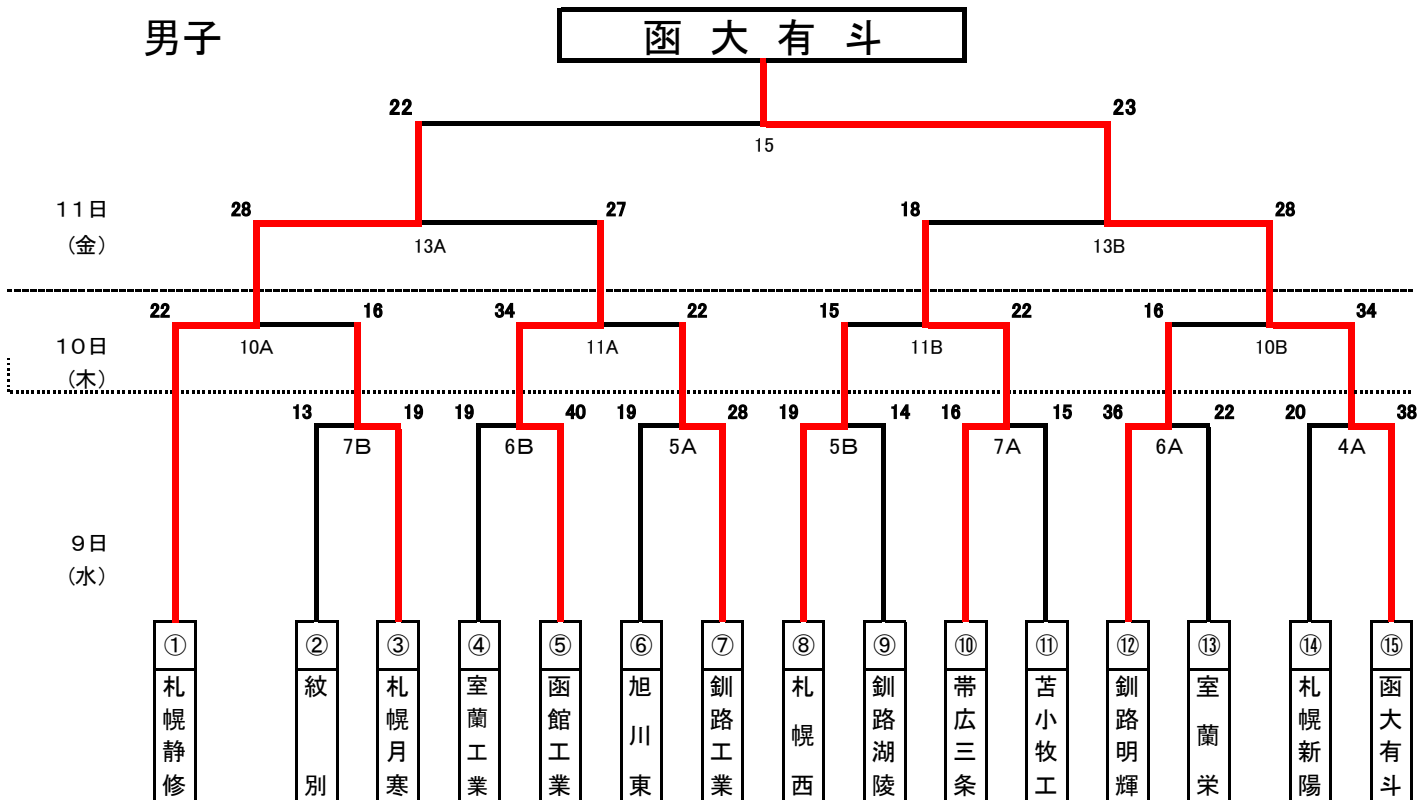 男子
函大有斗
22 23
15
11日
(金)
28 27 18 28
13A 13B
22 16 34 22 15 22 16 34
10日
(木)
10A 11A 11B 10B
13 19 19 40 19 28 19 14 16 15 36 22 20 38
7B 6B 5A 5B 7A 6A 4A
9日
(水)
① 札幌静修
② 紋別
③ 札幌月寒
④ 室蘭工業
⑤ 函館工業
⑥ 旭川東
⑦ 釧路工業
⑧ 札幌西
⑨ 釧路湖陵
⑩ 帯広三条
⑪ 苫小牧工
⑫ 釧路明輝
⑬ 室蘭栄
⑭ 札幌新陽
⑮ 函大有斗